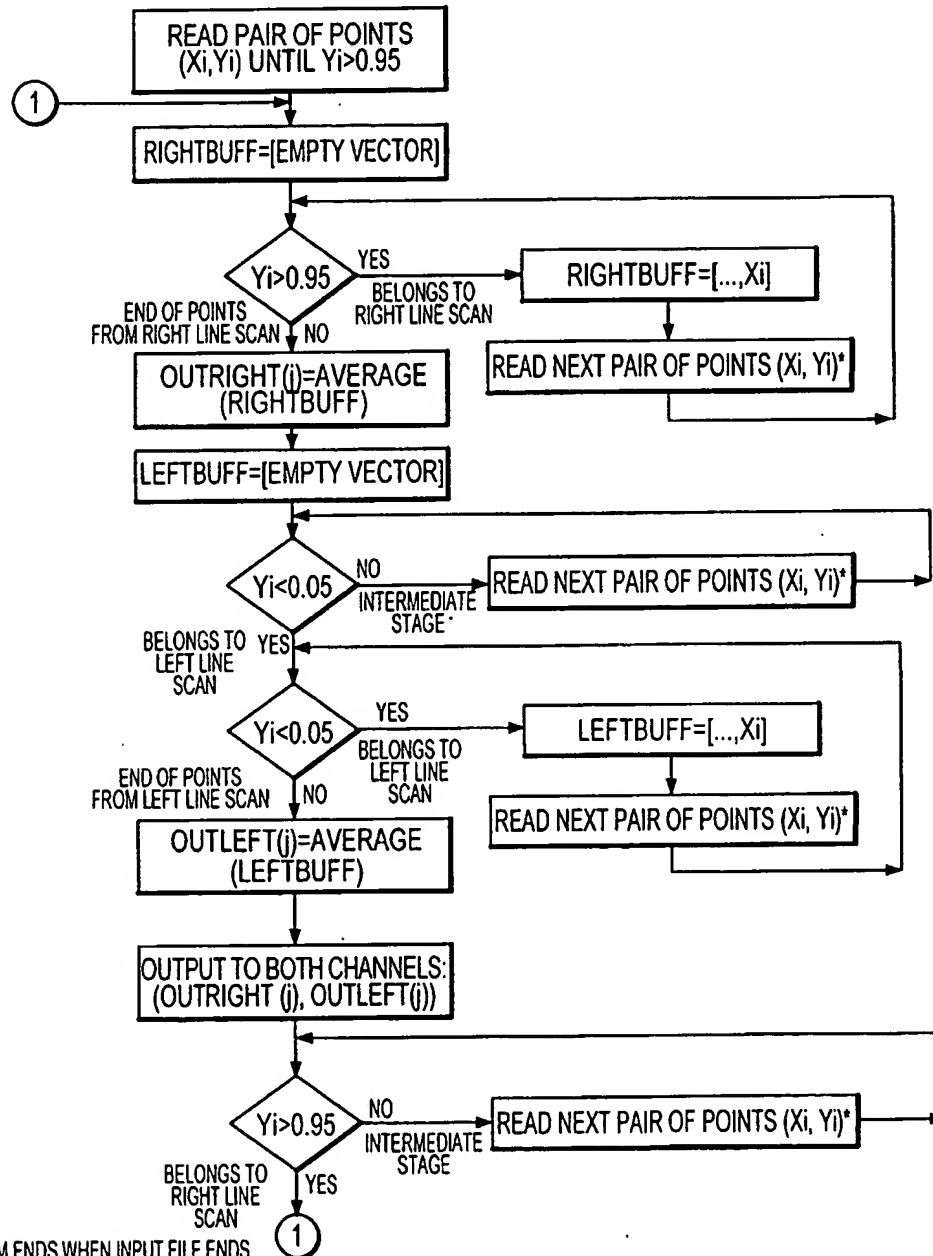 READ PAIR OF POINTS
(Xi,Yi) UNTIL Yi>0.95
1
RIGHTBUFF=[EMPTY VECTOR]
Yi>0.95
YES
BELONGS TO
RIGHT LINE SCAN
RIGHTBUFF=[...,Xi]
READ NEXT PAIR OF POINTS (Xi, Yi)*
END OF POINTS
FROM RIGHT LINE SCAN
NO
OUTRIGHT(j)=AVERAGE
(RIGHTBUFF)
LEFTBUFF=[EMPTY VECTOR]
Yi<0.05
NO
INTERMEDIATE
STAGE
READ NEXT PAIR OF POINTS (Xi, Yi)*
BELONGS TO
LEFT LINE
SCAN
YES
Yi<0.05
YES
BELONGS TO
LEFT LINE
SCAN
LEFTBUFF=[...,Xi]
READ NEXT PAIR OF POINTS (Xi, Yi)*
END OF POINTS
FROM LEFT LINE SCAN
NO
OUTLEFT(j)=AVERAGE
(LEFTBUFF)
OUTPUT TO BOTH CHANNELS:
(OUTRIGHT (j), OUTLEFT(j))
Yi>0.95
NO
INTERMEDIATE
STAGE
READ NEXT PAIR OF POINTS (Xi, Yi)*
BELONGS TO
RIGHT LINE
SCAN
YES
1
ENDS WHEN INPUT FILE ENDS